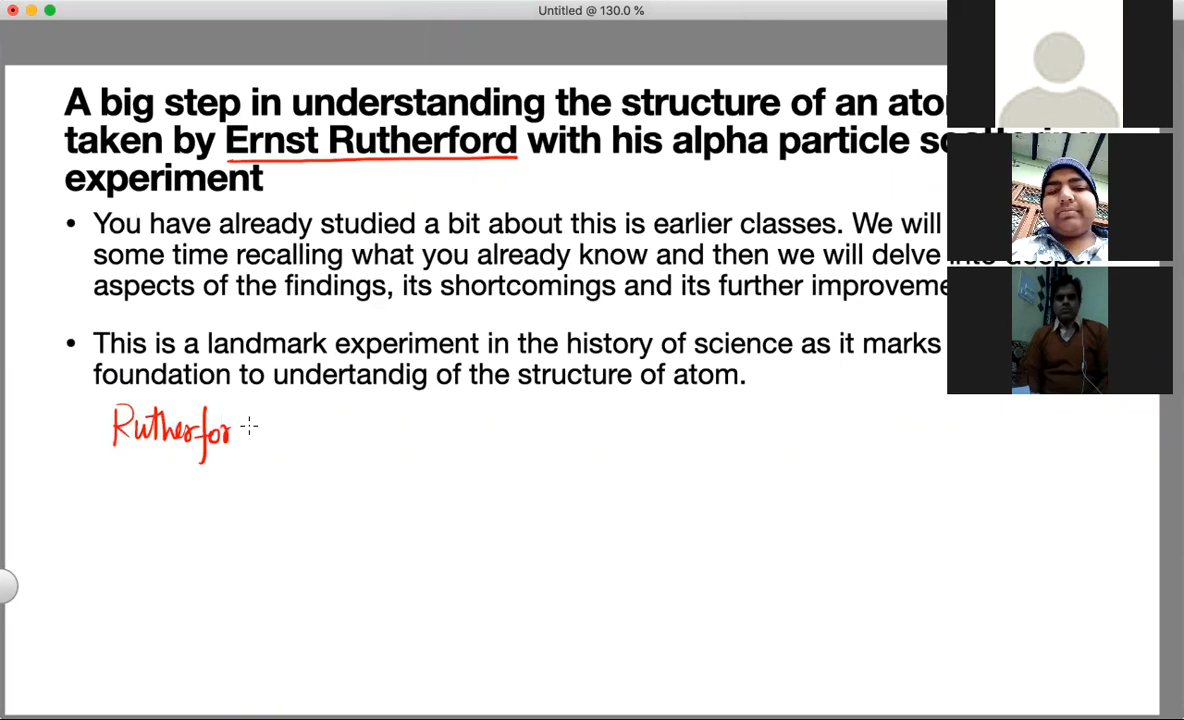 Untitled @ 130.0 %
A big step in understanding the structure of an
taken by Ernst Rutherford with his alpha particle
experiment
• You have already studied a bit about this is earlier classes. We will
some time recalling what you already know and then we will delve
aspects of the findings, its shortcomings and its further
• This is a landmark experiment in the history of science as it marks
foundation to undertandig of the structure of atom.
Rutherfor